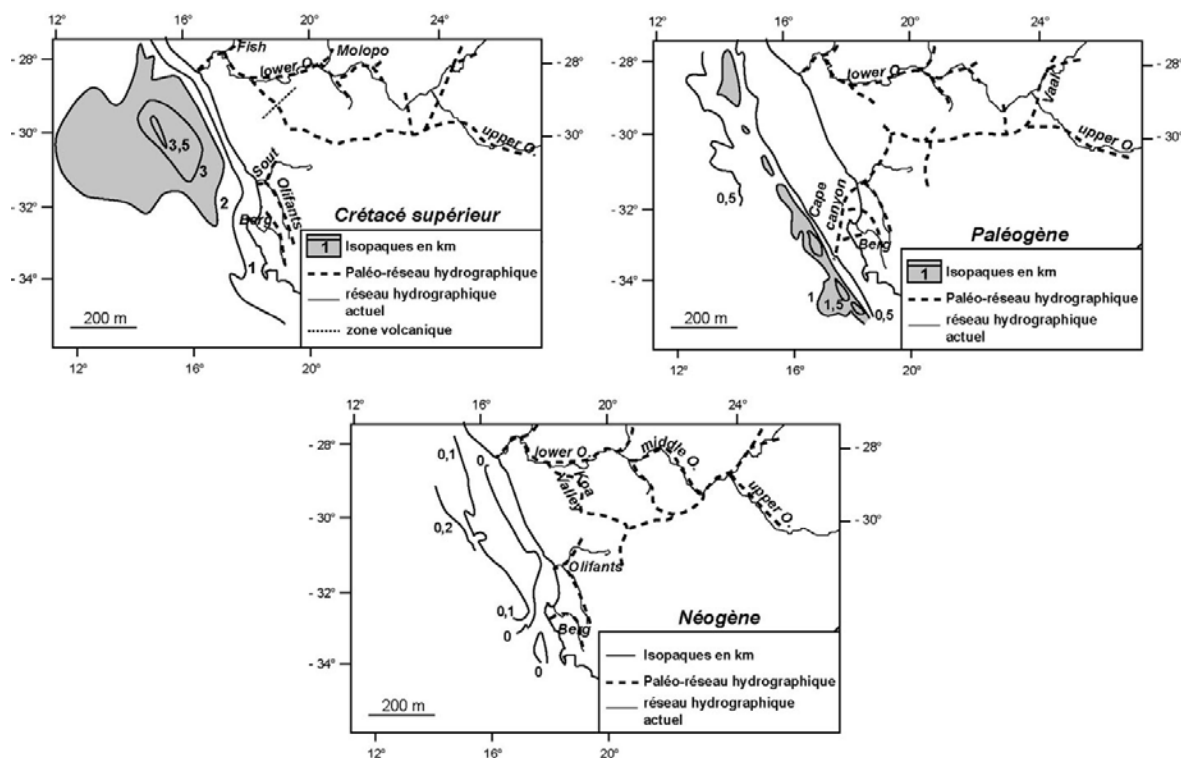 12° 16° 20° 24°
- 28°
- 30°
- 32°
- 34°
- 28°
- 30°
Fish
Molopo
lower O.
upper O.
Sout
Olifants
Berg
3,5
3
2
1
Crétacé supérieur
1 Isopaques en km
Paléo-réseau hydrographique
réseau hydrographique
actuel
zone volcanique
200 m
12° 16° 20°
12° 16° 20° 24°
- 28°
- 30°
- 32°
- 34°
- 28°
- 30°
lower O.
Vaal
upper O.
Cape
canyon
Berg
0,5
1
1,5
0,5
Paléogène
1 Isopaques en km
Paléo-réseau hydrographique
réseau hydrographique
actuel
200 m
12° 16° 20°
12° 16° 20° 24°
- 28°
- 30°
- 32°
- 34°
- 28°
- 30°
0,1
0
lower O.
middle O.
Koa
Valley
upper O.
0,2
Olifants
0,1
0
Berg
0
Néogène
Isopaques en km
Paléo-réseau hydrographique
réseau hydrographique
actuel
200 m
12° 16° 20°